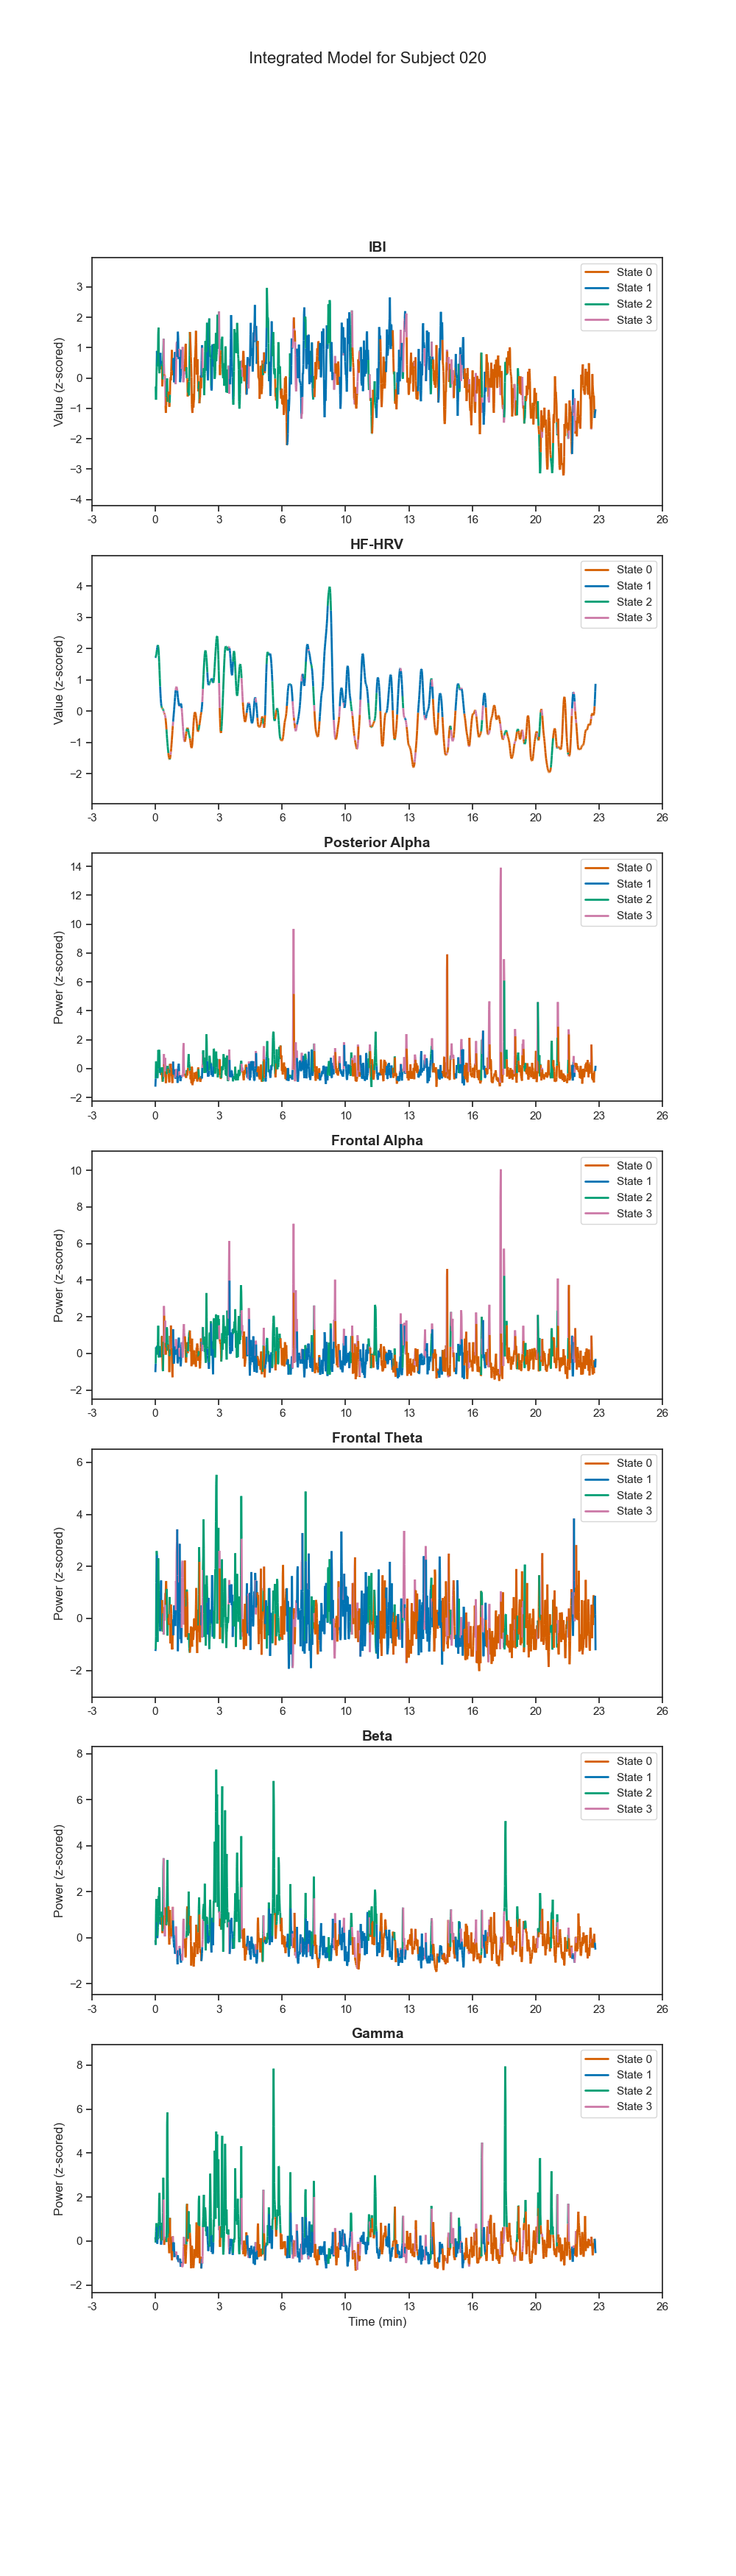 Integrated Model for Subject 020
IBI
Value (z-scored)
3
2
1
0
−1
−2
−3
−4
-3 0 3 6 10 13 16 20 23 26
State 0
State 1
State 2
State 3
HF-HRV
Value (z-scored)
4
3
2
1
0
−1
−2
-3 0 3 6 10 13 16 20 23 26
State 0
State 1
State 2
State 3
Posterior Alpha
Power (z-scored)
14
12
10
8
6
4
2
0
−2
-3 0 3 6 10 13 16 20 23 26
State 0
State 1
State 2
State 3
Frontal Alpha
Power (z-scored)
10
8
6
4
2
0
−2
-3 0 3 6 10 13 16 20 23 26
State 0
State 1
State 2
State 3
Frontal Theta
Power (z-scored)
6
4
2
0
−2
-3 0 3 6 10 13 16 20 23 26
State 0
State 1
State 2
State 3
Beta
Power (z-scored)
8
6
4
2
0
−2
-3 0 3 6 10 13 16 20 23 26
State 0
State 1
State 2
State 3
Gamma
Power (z-scored)
8
6
4
2
0
−2
-3 0 3 6 10 13 16 20 23 26
State 0
State 1
State 2
State 3
Time (min)